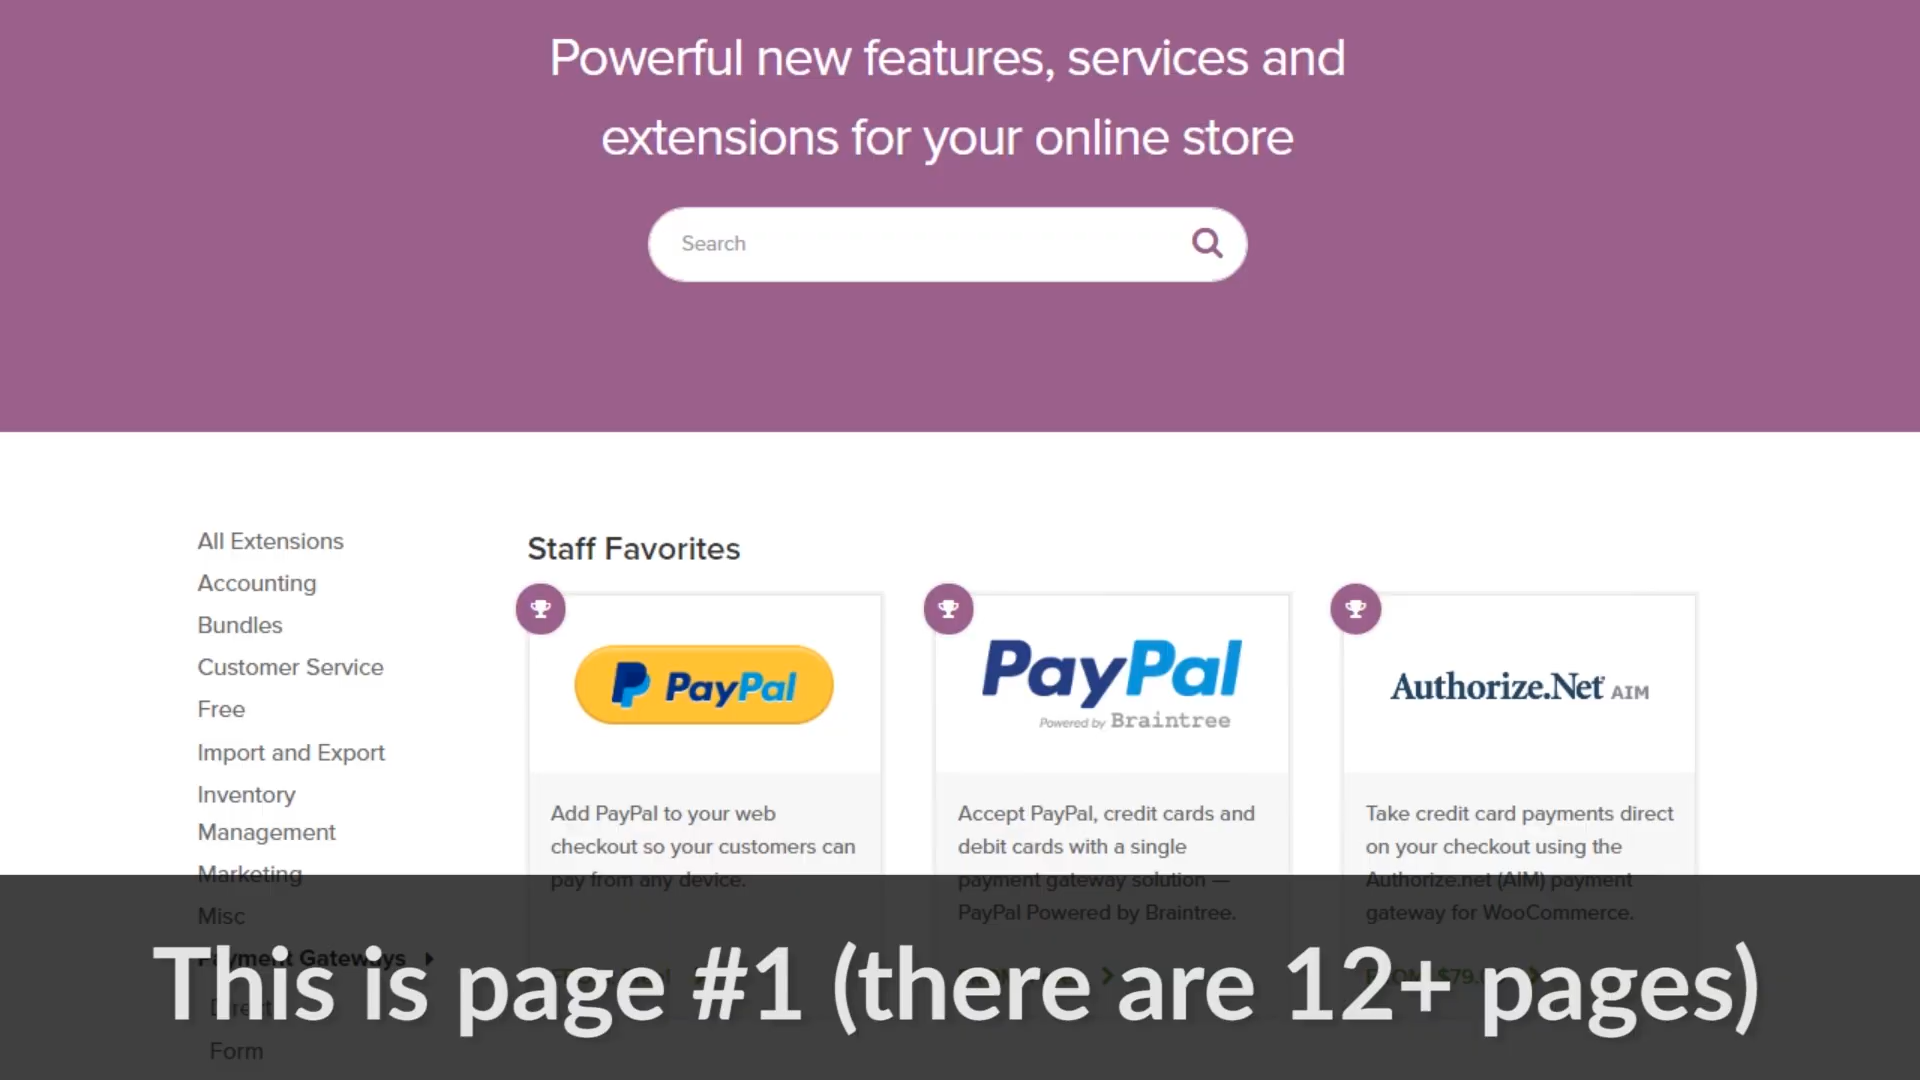 Powerful new features, services and
extensions for your online store
Search
All Extensions
Accounting
Bundles
Customer Service
Free
Import and Export
Inventory
Management
Marketing
Misc
Payment Gateways
Direct
Form
Staff Favorites
PayPal
Add PayPal to your web
checkout so your customers can
pay from any device.
PayPal
Powered by Braintree
Accept PayPal, credit cards and
debit cards with a single
payment gateway solution —
PayPal Powered by Braintree.
Authorize.Net AIM
Take credit card payments direct
on your checkout using the
Authorize.net (AIM) payment
gateway for WooCommerce.
This is page #1 (there are 12+ pages)